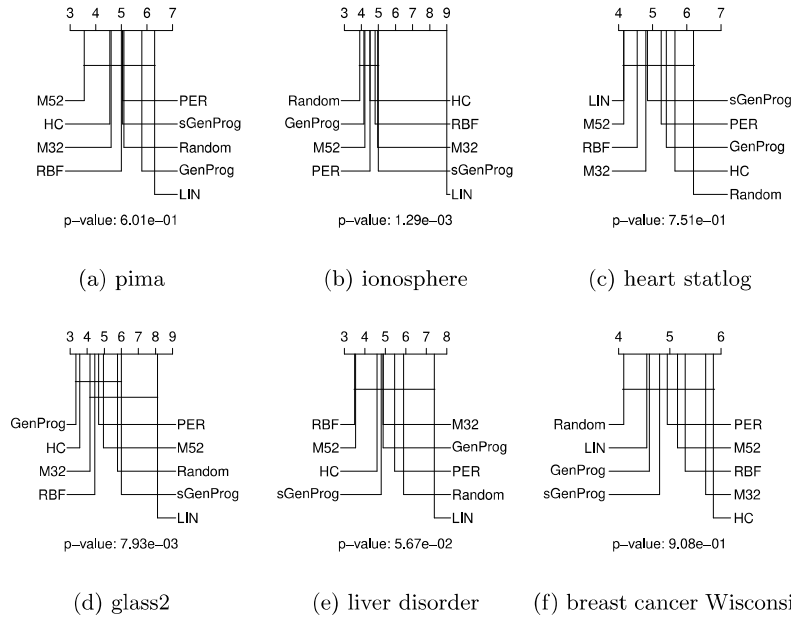 3 4 5 6 7
M52
HC
M32
RBF
PER
sGenProg
Random
GenProg
LIN
p−value: 6.01e−01
(a) pima
3 4 5 6 7 8 9
Random
GenProg
M52
PER
HC
RBF
M32
sGenProg
LIN
p−value: 1.29e−03
(b) ionosphere
4 5 6 7
LIN
M52
RBF
M32
sGenProg
PER
GenProg
HC
Random
p−value: 7.51e−01
(c) heart statlog
3 4 5 6 7 8 9
GenProg
HC
M32
RBF
PER
M52
Random
sGenProg
LIN
p−value: 7.93e−03
(d) glass2
3 4 5 6 7 8
RBF
M52
HC
sGenProg
M32
GenProg
PER
Random
LIN
p−value: 5.67e−02
(e) liver disorder
4 5 6
Random
LIN
GenProg
sGenProg
PER
M52
RBF
M32
HC
p−value: 9.08e−01
(f) breast cancer Wisconsi